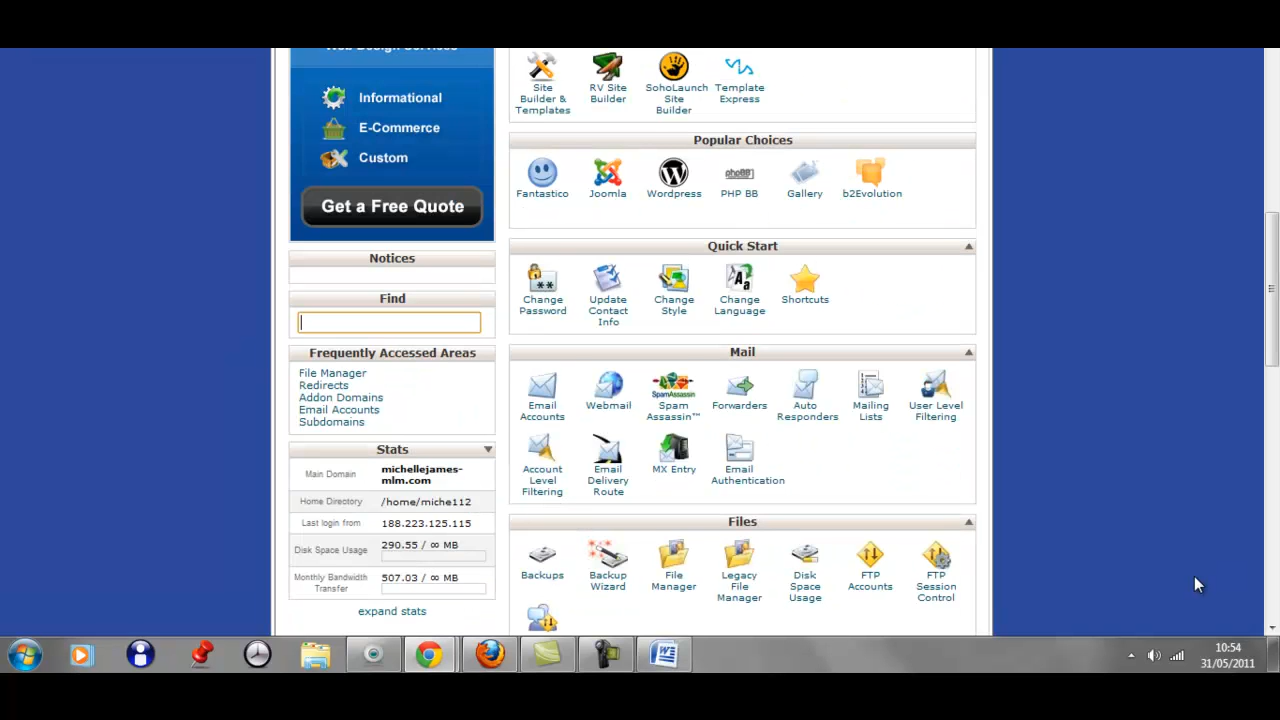 Web Design Services
Informational
E-Commerce
Custom
Get a Free Quote
Notices
Find
Frequently Accessed Areas
File Manager
Redirects
Addon Domains
Email Accounts
Subdomains
Stats
Main Domain
michellejames-
mlm.com
Home Directory
/home/miche112
Last login from
188.223.125.115
Disk Space Usage
290.55 / ∞ MB
Monthly Bandwidth
Transfer
507.03 / ∞ MB
expand stats
Site
Builder &
Templates
RV Site
Builder
SohoLaunch
Site
Builder
Template
Express
Popular Choices
Fantastico
Joomla
Wordpress
phpBB
PHP BB
Gallery
b2Evolution
Quick Start
Change
Password
Update
Contact
Info
Change
Style
Change
Language
Shortcuts
Mail
Email
Accounts
Webmail
SpamAssassin
Spam
Assassin™
Forwarders
Auto
Responders
Mailing
Lists
User Level
Filtering
Account
Level
Filtering
Email
Delivery
Route
MX Entry
Email
Authentication
Files
Backups
Backup
Wizard
File
Manager
Legacy
File
Manager
Disk
Space
Usage
FTP
Accounts
FTP
Session
Control
10:54
31/05/2011